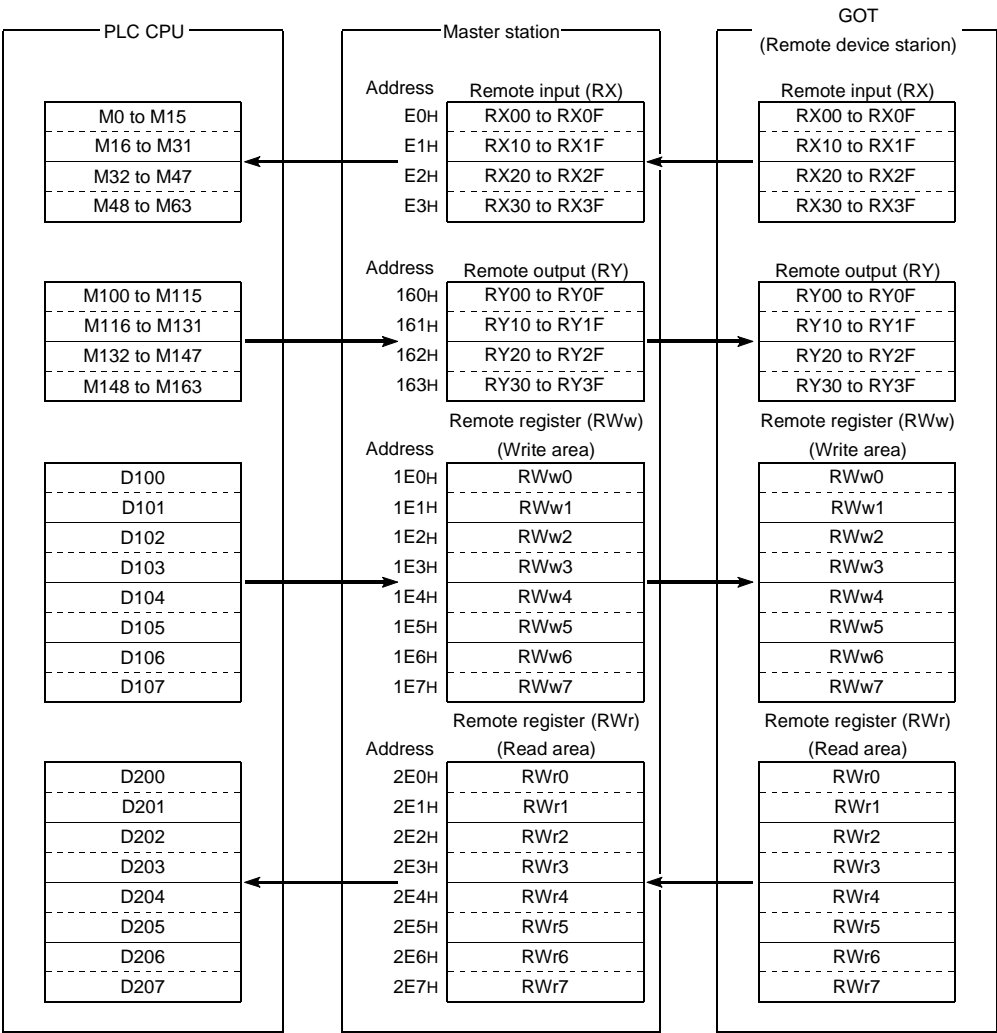 GOT
PLC CPU Master station (Remote device starion)
Address Remote input (RX) Remote input (RX)
M0 to M15 E0H RX00 to RX0F RX00 to RX0F
M16 to M31 E1H RX10 to RX1F RX10 to RX1F
M32 to M47 E2H RX20 to RX2F RX20 to RX2F
M48 to M63 E3H RX30 to RX3F RX30 to RX3F
Address Remote output (RY) Remote output (RY)
M100 to M115 160H RY00 to RY0F RY00 to RY0F
M116 to M131 161H RY10 to RY1F RY10 to RY1F
M132 to M147 162H RY20 to RY2F RY20 to RY2F
M148 to M163 163H RY30 to RY3F RY30 to RY3F
Remote register (RWw) Remote register (RWw)
Address (Write area) (Write area)
D100 1E0H RWw0 RWw0
D101 1E1H RWw1 RWw1
D102 1E2H RWw2 RWw2
D103 1E3H RWw3 RWw3
D104 1E4H RWw4 RWw4
D105 1E5H RWw5 RWw5
D106 1E6H RWw6 RWw6
D107 1E7H RWw7 RWw7
Remote register (RWr) Remote register (RWr)
Address (Read area) (Read area)
D200 2E0H RWr0 RWr0
D201 2E1H RWr1 RWr1
D202 2E2H RWr2 RWr2
D203 2E3H RWr3 RWr3
D204 2E4H RWr4 RWr4
D205 2E5H RWr5 RWr5
D206 2E6H RWr6 RWr6
D207 2E7H RWr7 RWr7